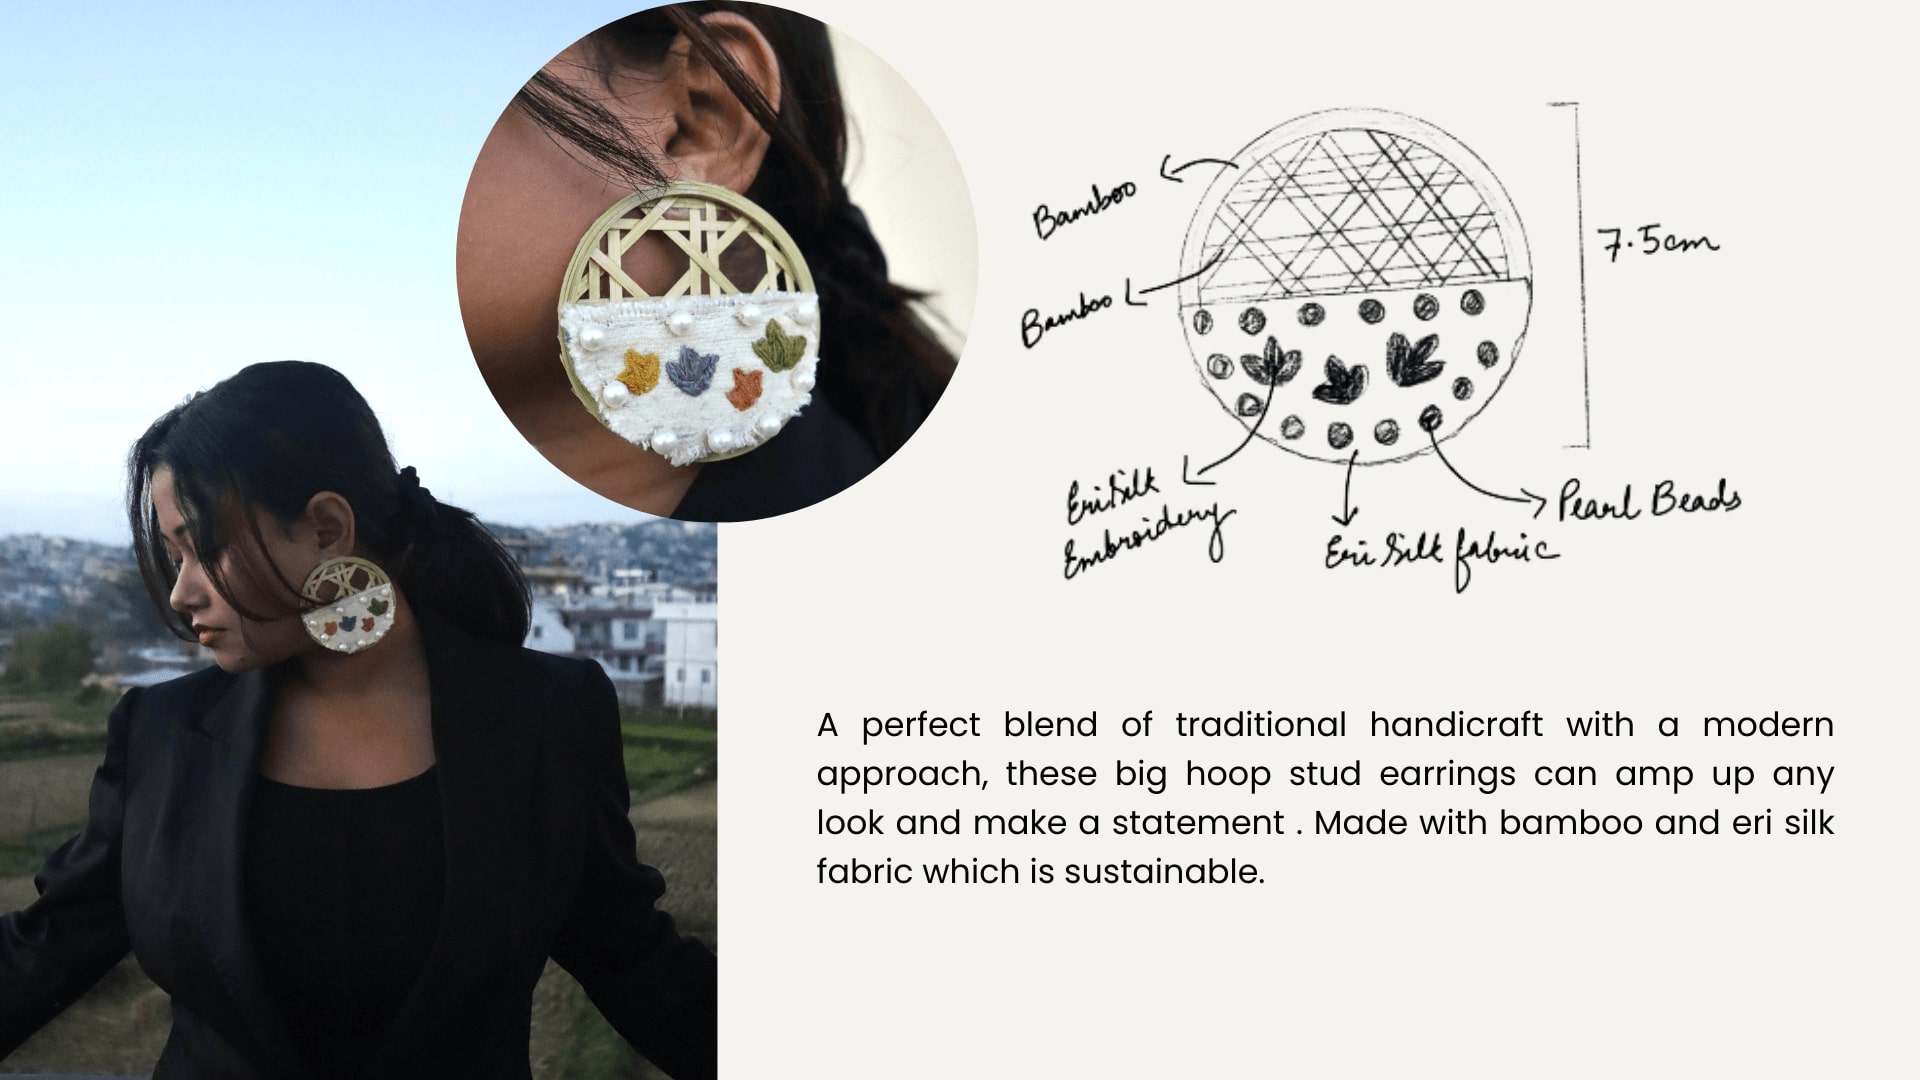 Bamboo
7.5cm
Bamboo
Eri Silk
Embroidery
Pearl Beads
Eri Silk fabric
A perfect blend of traditional handicraft with a modern
approach, these big hoop stud earrings can amp up any
look and make a statement . Made with bamboo and eri silk
fabric which is sustainable.